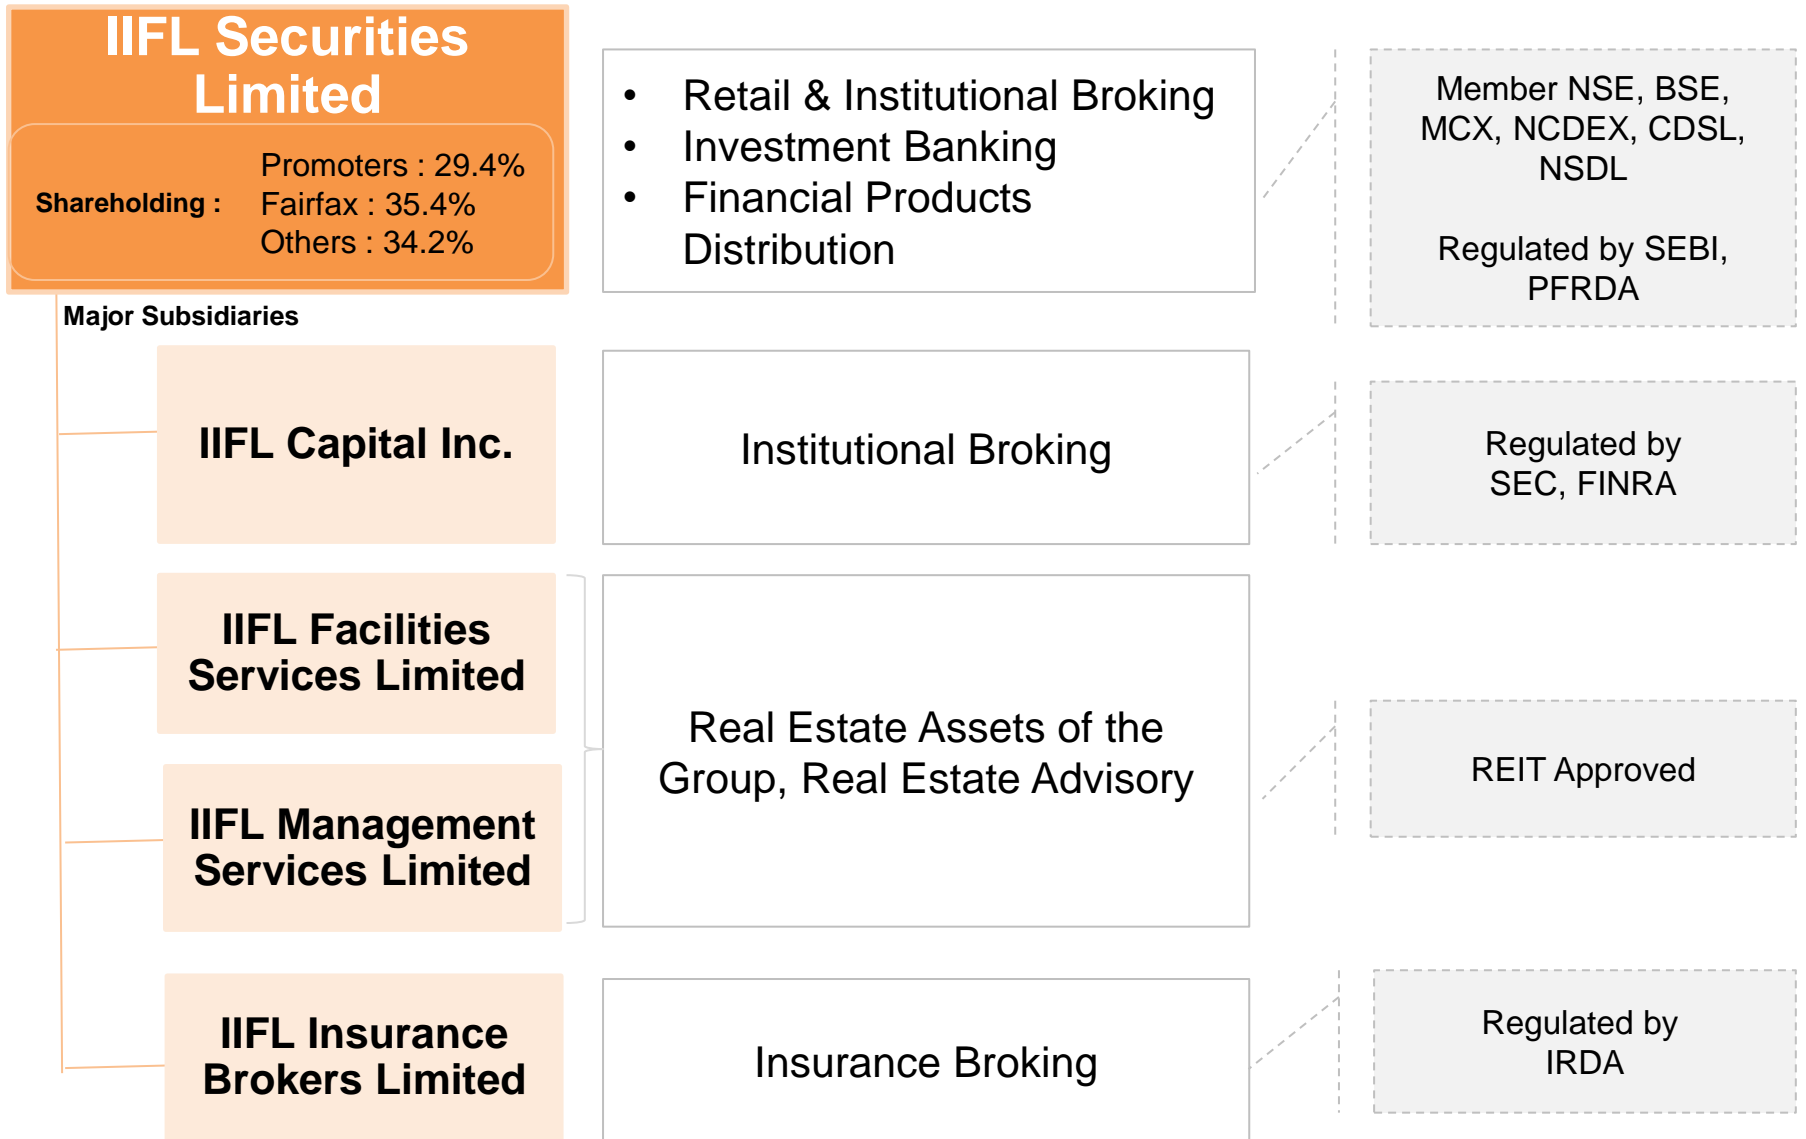 IIFL Securities
Limited
Shareholding :
Promoters : 29.4%
Fairfax : 35.4%
Others : 34.2%
• Retail & Institutional Broking
• Investment Banking
• Financial Products
Distribution
Member NSE, BSE,
MCX, NCDEX, CDSL,
NSDL
Regulated by SEBI,
PFRDA
Major Subsidiaries
IIFL Capital Inc.
Institutional Broking
Regulated by
SEC, FINRA
IIFL Facilities
Services Limited
IIFL Management
Services Limited
Real Estate Assets of the
Group, Real Estate Advisory
REIT Approved
IIFL Insurance
Brokers Limited
Insurance Broking
Regulated by
IRDA